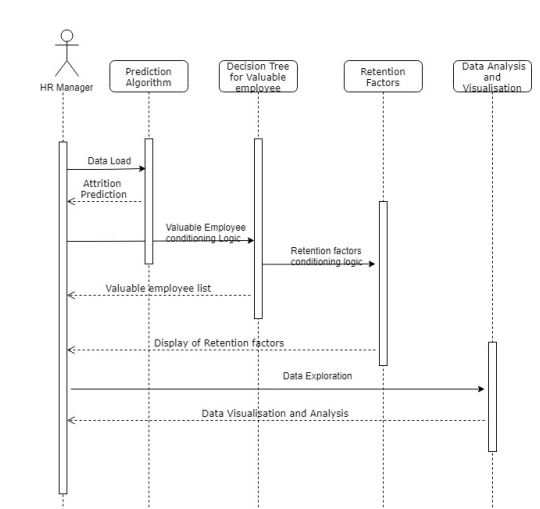 HR Manager
Prediction
Algorithm
Decision Tree
for Valuable
employee
Retention
Factors
Data Analysis
and
Visualisation
Data Load
Attrition
Prediction
Valuable Employee
conditioning Logic
Retention factors
conditioning logic
Valuable employee list
Display of Retention factors
Data Exploration
Data Visualisation and Analysis